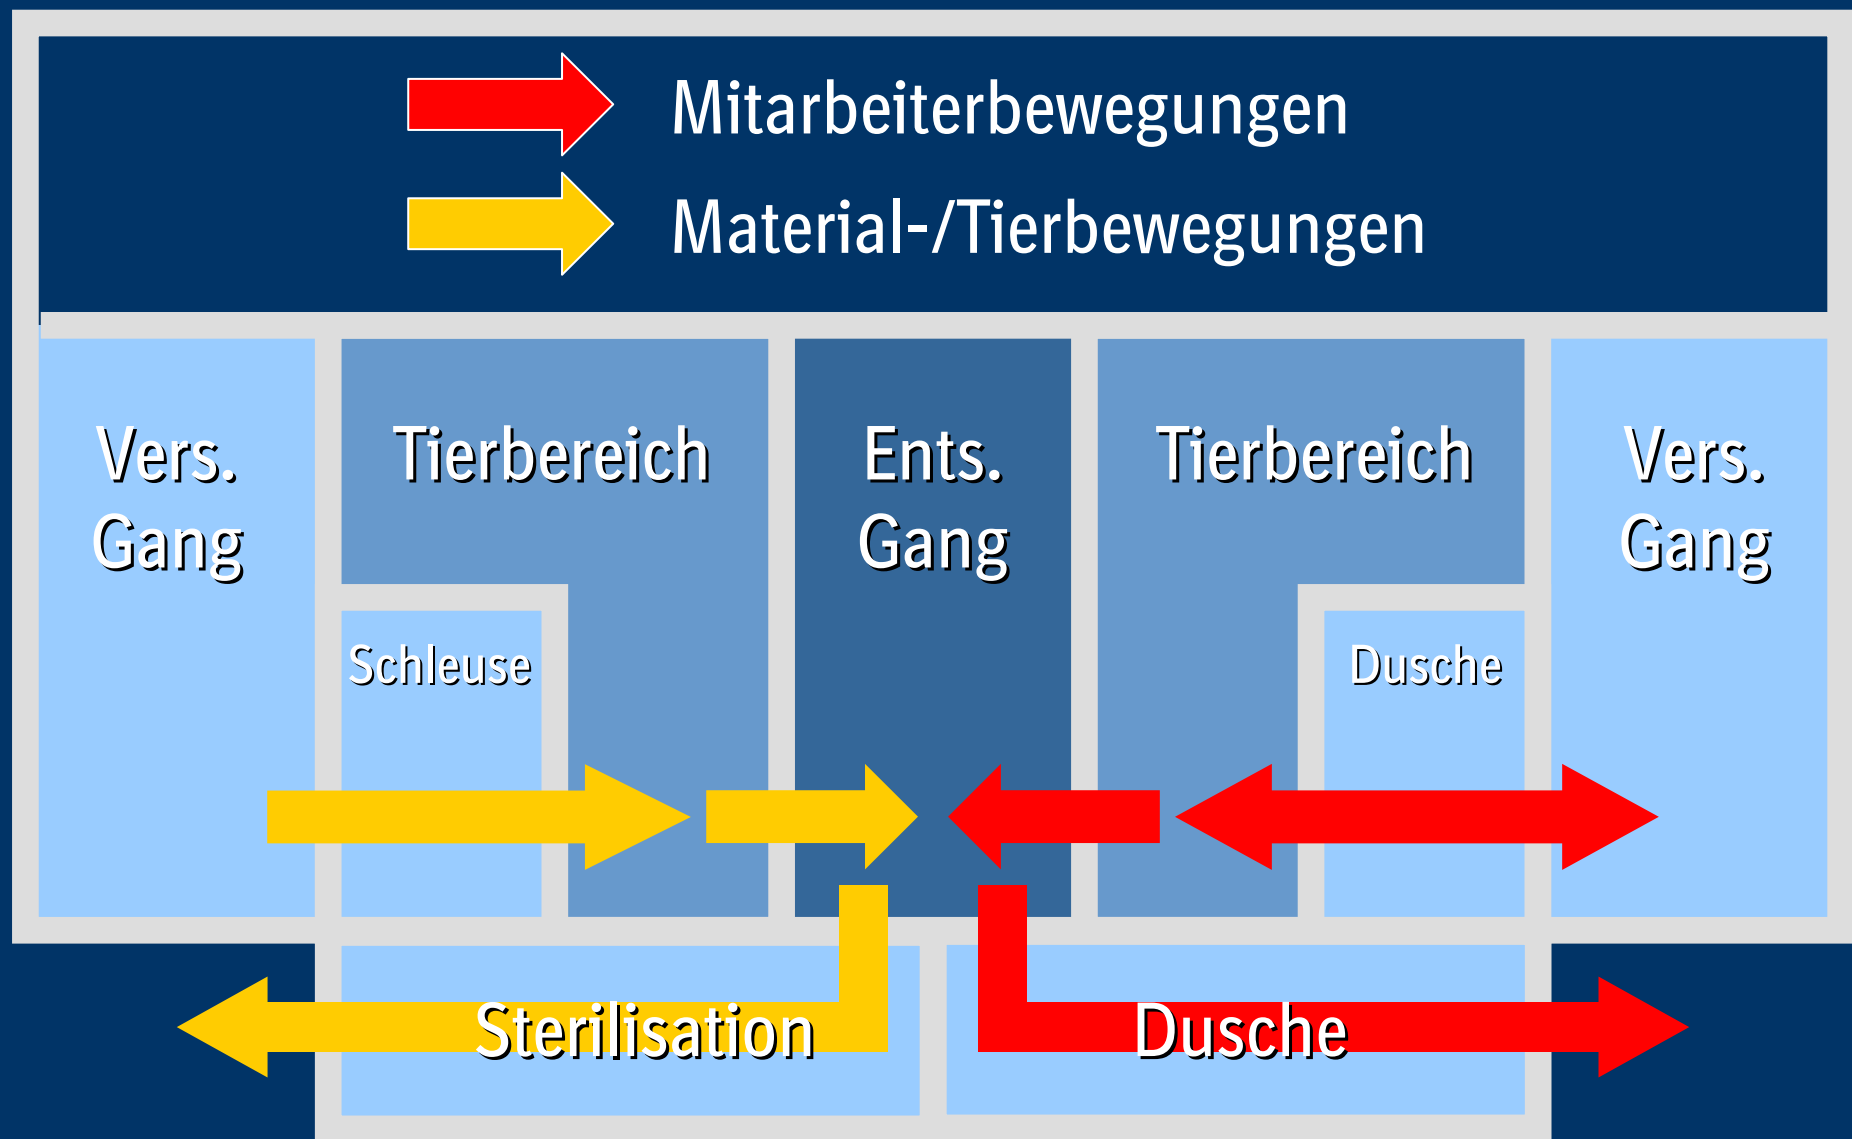 Mitarbeiterbewegungen
Material-/Tierbewegungen
Vers.
Gang
Tierbereich
Ents.
Gang
Tierbereich
Vers.
Gang
Schleuse
Dusche
Sterilisation
Dusche